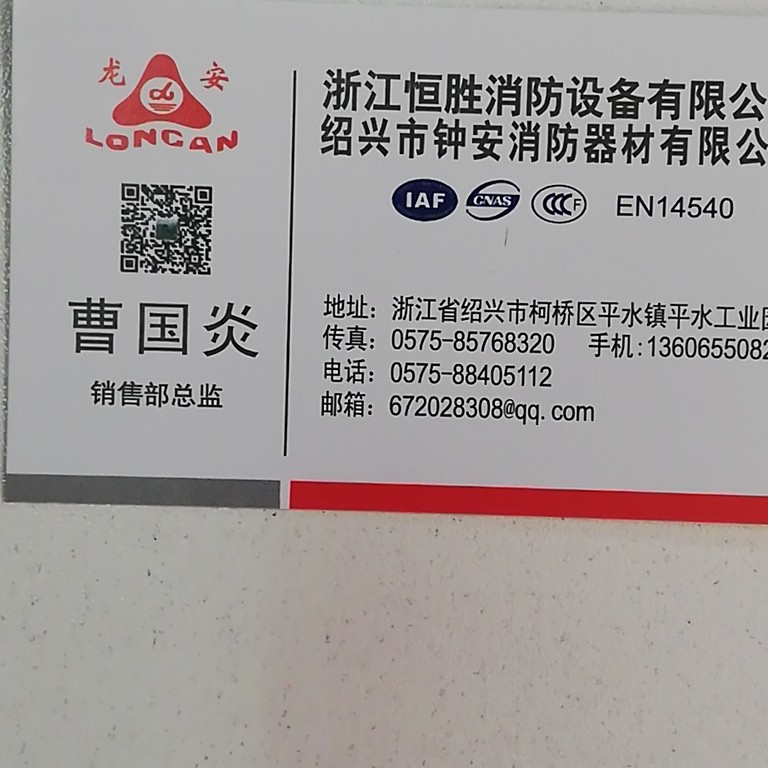 龙 安
LONGAN
曹国炎
销售部总监
浙江恒胜消防设备有限公
绍兴市钟安消防器材有限公
IAF CNAS CCC F EN14540
地址：浙江省绍兴市柯桥区平水镇平水工业
传真：0575-85768320 手机:1360655082
电话：0575-88405112
邮箱：672028308@qq.com